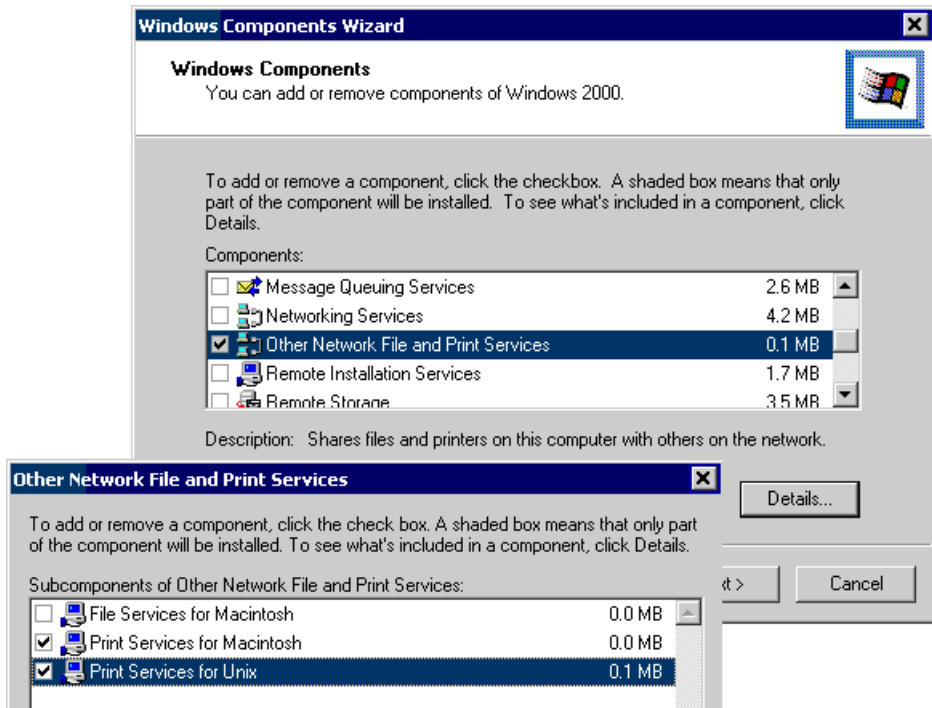 Windows Components Wizard
Windows Components
You can add or remove components of Windows 2000.
To add or remove a component, click the checkbox. A shaded box means that only
part of the component will be installed. To see what's included in a component, click
Details.
Components:
Message Queuing Services 2.6 MB
Networking Services 4.2 MB
Other Network File and Print Services 0.1 MB
Remote Installation Services 1.7 MB
Remote Storage 3.5 MB
Description: Shares files and printers on this computer with others on the network.
Details...
xt >
Cancel
Other Network File and Print Services
To add or remove a component, click the check box. A shaded box means that only part
of the component will be installed. To see what's included in a component, click Details.
Subcomponents of Other Network File and Print Services:
File Services for Macintosh 0.0 MB
Print Services for Macintosh 0.0 MB
Print Services for Unix 0.1 MB